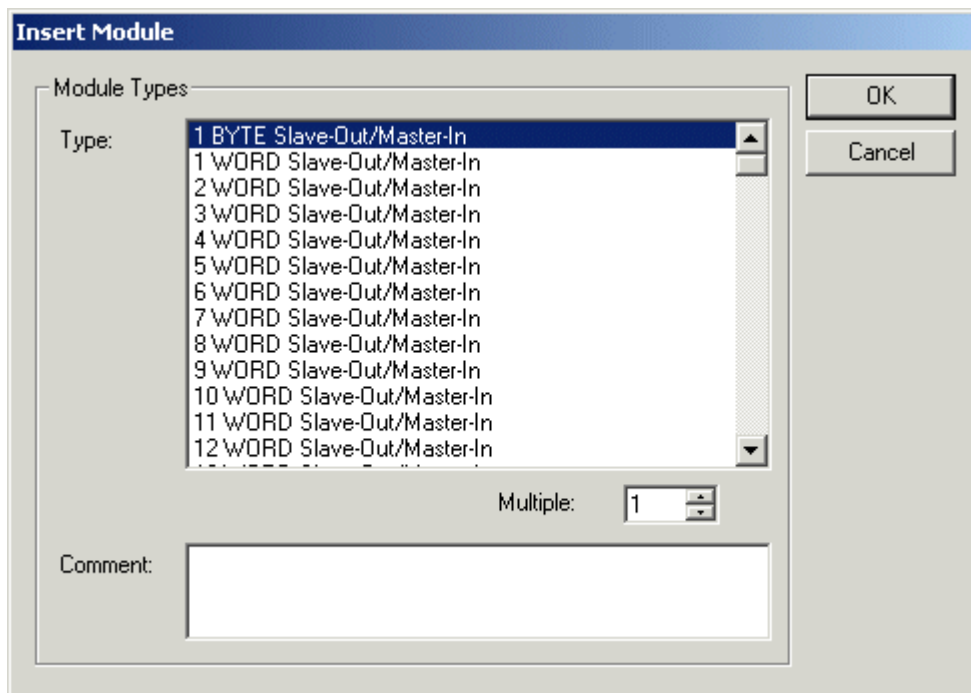 Insert Module
Module Types
OK
Type:
1 BYTE Slave-Out/Master-In
Cancel
1 WORD Slave-Out/Master-In
2 WORD Slave-Out/Master-In
3 WORD Slave-Out/Master-In
4 WORD Slave-Out/Master-In
5 WORD Slave-Out/Master-In
6 WORD Slave-Out/Master-In
7 WORD Slave-Out/Master-In
8 WORD Slave-Out/Master-In
9 WORD Slave-Out/Master-In
10 WORD Slave-Out/Master-In
11 WORD Slave-Out/Master-In
12 WORD Slave-Out/Master-In
Multiple: 1
Comment: